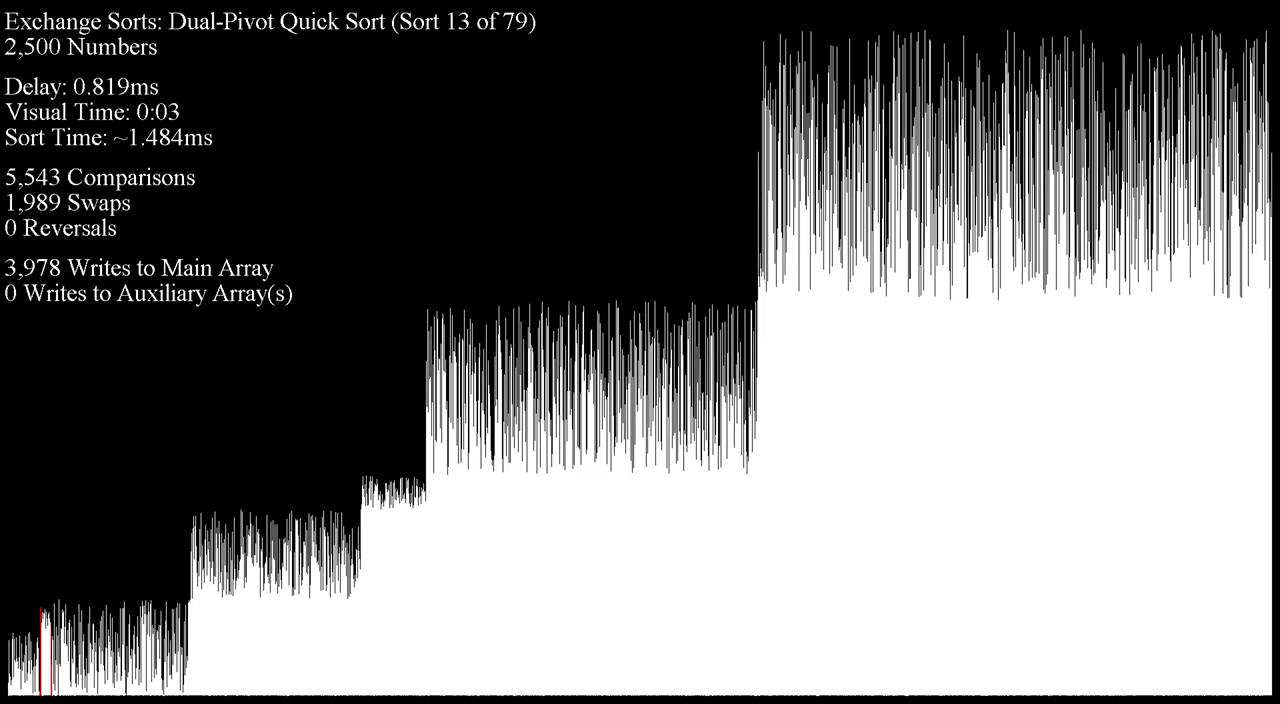 Exchange Sorts: Dual-Pivot Quick Sort (Sort 13 of 79)
2,500 Numbers
Delay: 0.819ms
Visual Time: 0:03
Sort Time: ~1.484ms
5,543 Comparisons
1,989 Swaps
0 Reversals
3,978 Writes to Main Array
0 Writes to Auxiliary Array(s)